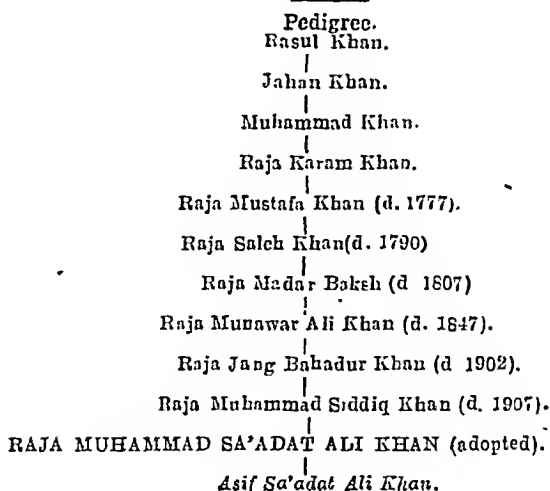 Pedigree.
Rasul Khan.
Jahan Khan.
Muhammad Khan.
Raja Karam Khan.
Raja Mustafa Khan (d. 1777).
Raja Saleh Khan(d. 1790)
Raja Madar Baksh (d 1807)
Raja Munawar Ali Khan (d. 1847).
Raja Jang Bahadur Khan (d 1902).
Raja Muhammad Siddiq Khan (d. 1907).
RAJA MUHAMMAD SA'ADAT ALI KHAN (adopted).
Asif Sa'adat Ali Khan.